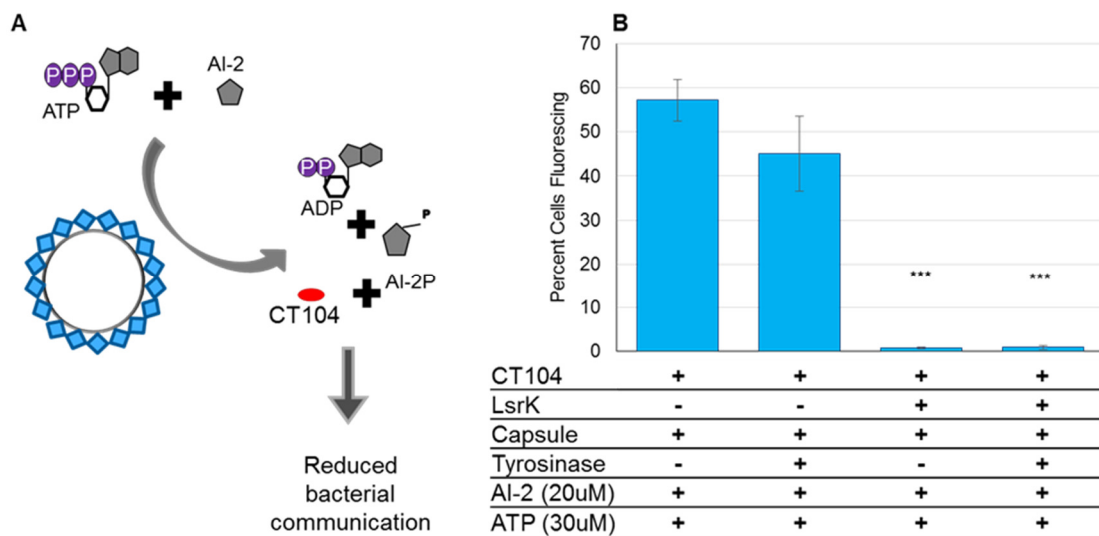 A
PPP
ATP
AI-2
PP
ADP
P
AI-2P
CT104
Reduced
bacterial
communication
B
Percent Cells Fluorescing
70
60
50
40
30
20
10
0
***
***
CT104 + + + +
LsrK - - + +
Capsule + + + +
Tyrosinase - + - +
AI-2 (20uM) + + + +
ATP (30uM) + + + +